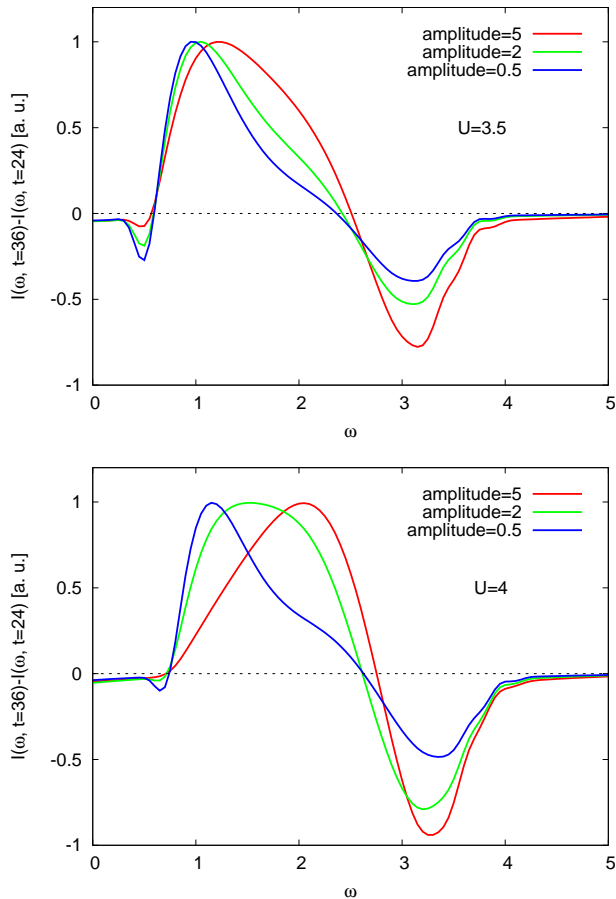 I(ω, t=36)-I(ω, t=24) [a. u.]
1
0.5
0
-0.5
-1
amplitude=5
amplitude=2
amplitude=0.5
U=3.5
0 1 2 3 4 5
ω
I(ω, t=36)-I(ω, t=24) [a. u.]
1
0.5
0
-0.5
-1
amplitude=5
amplitude=2
amplitude=0.5
U=4
0 1 2 3 4 5
ω